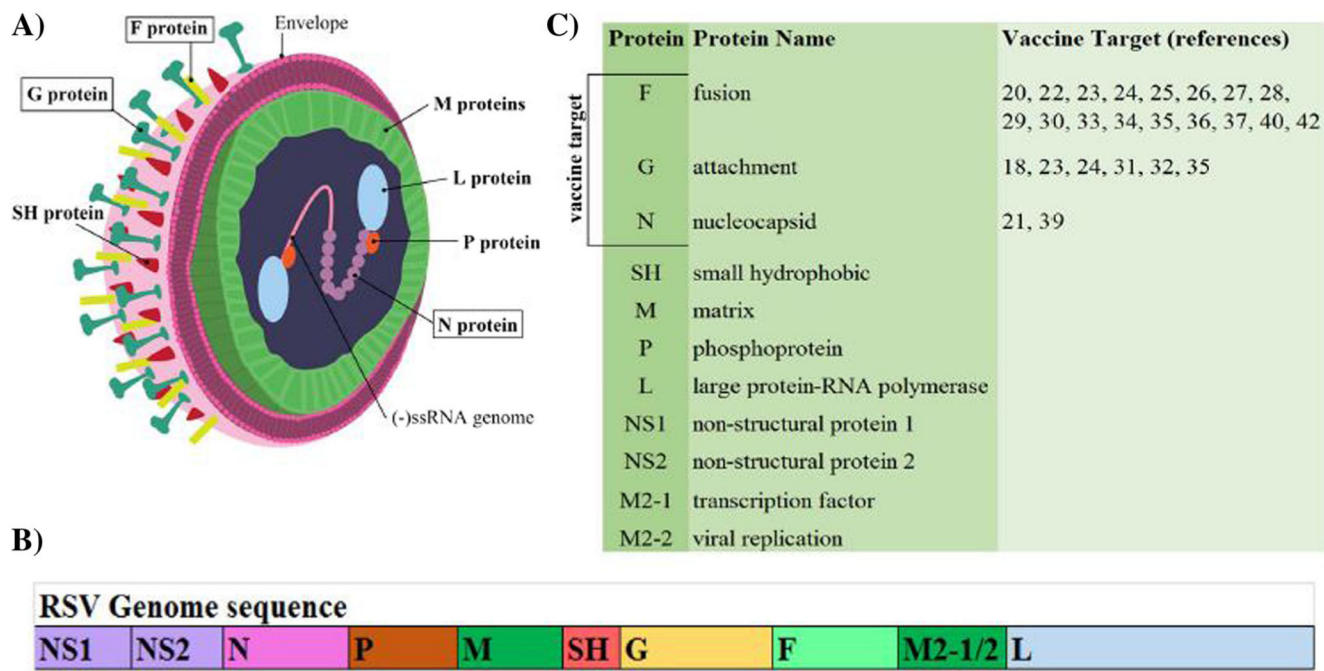 A)
F protein
Envelope
G protein
M proteins
L protein
SH protein
P protein
N protein
(-)ssRNA genome
C)
Protein Protein Name Vaccine Target (references)
vaccine target
F fusion 20, 22, 23, 24, 25, 26, 27, 28,
29, 30, 33, 34, 35, 36, 37, 40, 42
G attachment 18, 23, 24, 31, 32, 35
N nucleocapsid 21, 39
SH small hydrophobic
M matrix
P phosphoprotein
L large protein-RNA polymerase
NS1 non-structural protein 1
NS2 non-structural protein 2
M2-1 transcription factor
M2-2 viral replication
B)
RSV Genome sequence
NS1 NS2 N P M SH G F M2-1/2 L